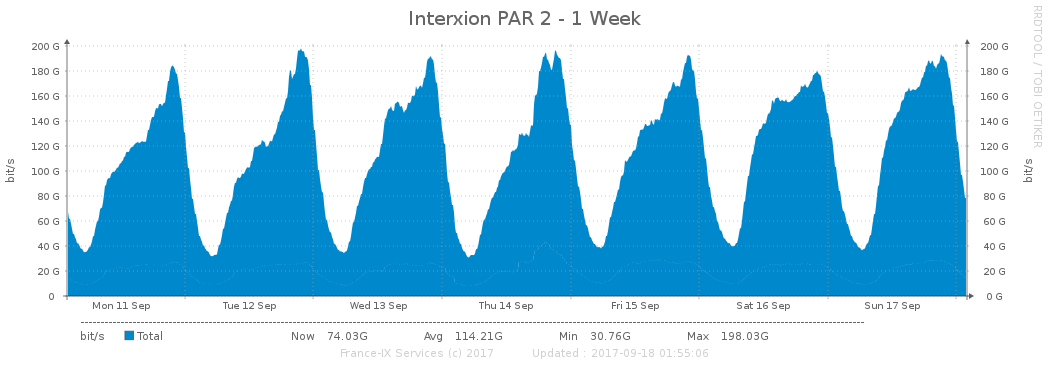 Interxion PAR 2 - 1 Week
RRDTOOL / TOBI OETIKER
bit/s
200 G 200 G
180 G 180 G
160 G 160 G
140 G 140 G
120 G 120 G
100 G 100 G
80 G 80 G
60 G 60 G
40 G 40 G
20 G 20 G
0 0 G
bit/s
Mon 11 Sep Tue 12 Sep Wed 13 Sep Thu 14 Sep Fri 15 Sep Sat 16 Sep Sun 17 Sep
bit/s Total Now 74.03G Avg 114.21G Min 30.76G Max 198.03G
France-IX Services (c) 2017 Updated : 2017-09-18 01:55:06